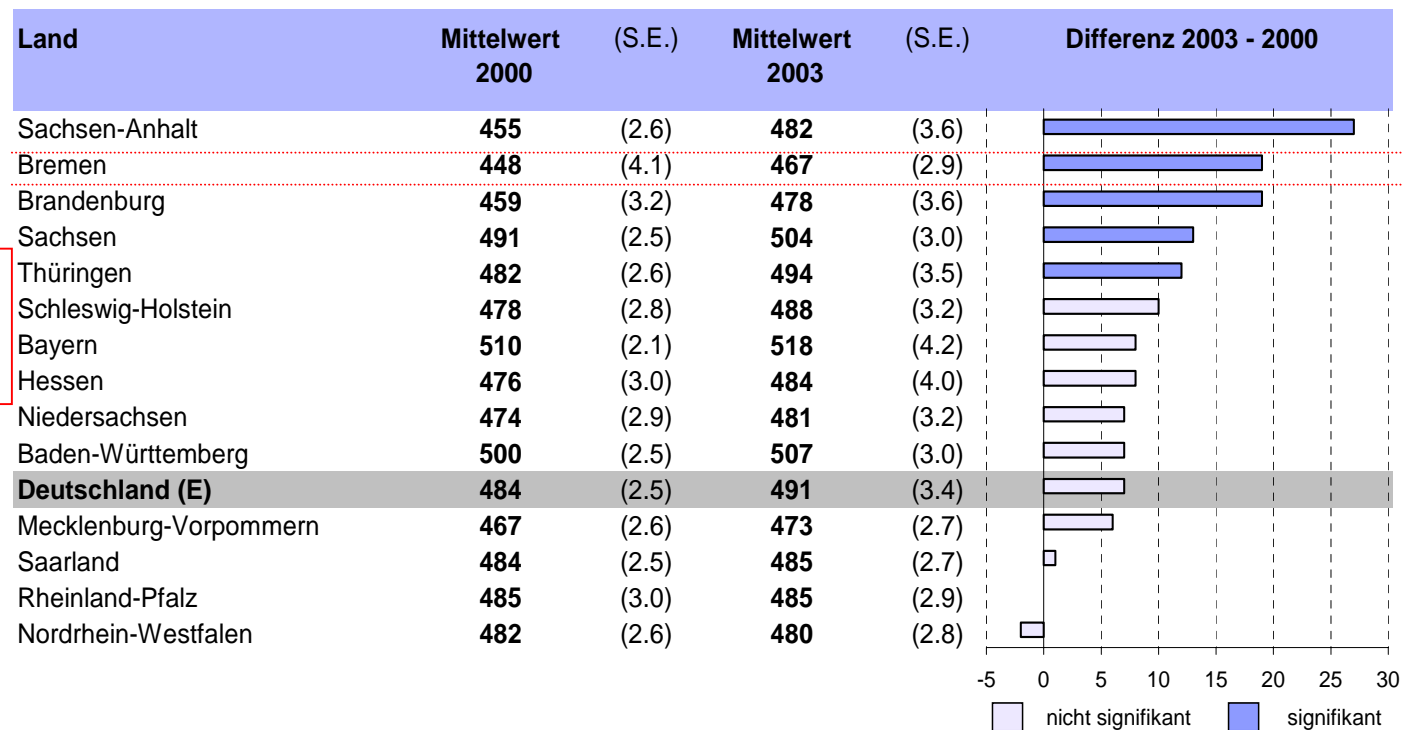 Land Mittelwert (S.E.) Mittelwert (S.E.) Differenz 2003 - 2000
2000 2003
Sachsen-Anhalt 455 (2.6) 482 (3.6)
Bremen 448 (4.1) 467 (2.9)
Brandenburg 459 (3.2) 478 (3.6)
Sachsen 491 (2.5) 504 (3.0)
Thüringen 482 (2.6) 494 (3.5)
Schleswig-Holstein 478 (2.8) 488 (3.2)
Bayern 510 (2.1) 518 (4.2)
Hessen 476 (3.0) 484 (4.0)
Niedersachsen 474 (2.9) 481 (3.2)
Baden-Württemberg 500 (2.5) 507 (3.0)
Deutschland (E) 484 (2.5) 491 (3.4)
Mecklenburg-Vorpommern 467 (2.6) 473 (2.7)
Saarland 484 (2.5) 485 (2.7)
Rheinland-Pfalz 485 (3.0) 485 (2.9)
Nordrhein-Westfalen 482 (2.6) 480 (2.8)
-5 0 5 10 15 20 25 30
nicht signifikant signifikant